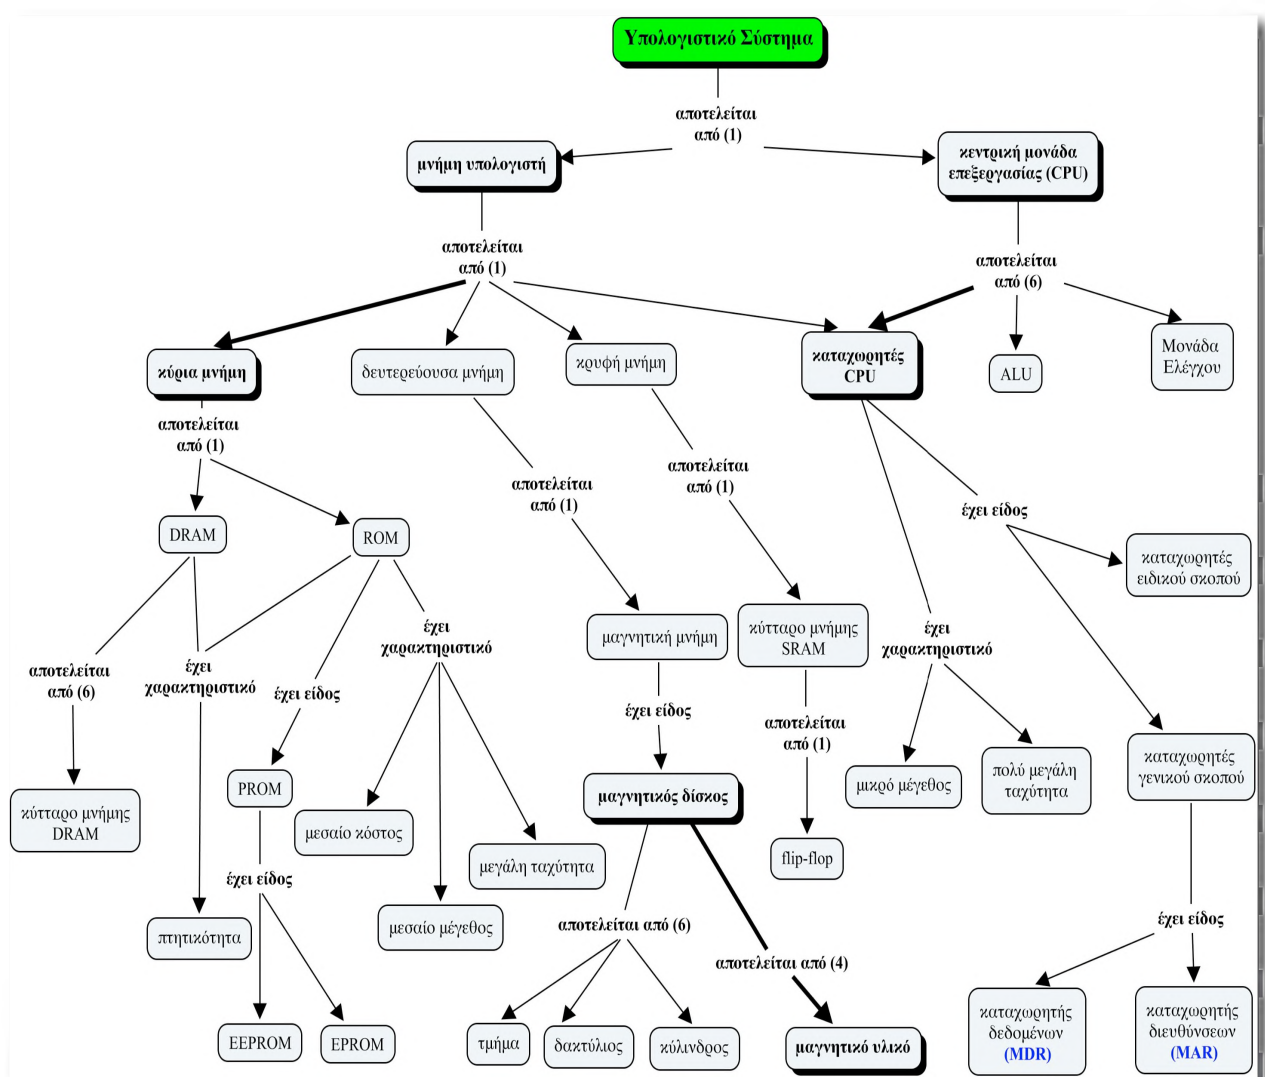 Υπολογιστικό Σύστημα
αποτελείται
από (1)
μνήμη υπολογιστή
κεντρική μονάδα
επεξεργασίας (CPU)
αποτελείται
από (1)
αποτελείται
από (6)
κύρια μνήμη
δευτερεύουσα μνήμη
κρυφή μνήμη
καταχωρητές
CPU
ALU
Μονάδα
Ελέγχου
αποτελείται
από (1)
αποτελείται
από (1)
αποτελείται
από (1)
έχει είδος
DRAM
ROM
καταχωρητές
ειδικού σκοπού
μαγνητική μνήμη
κύτταρο μνήμης
SRAM
έχει
χαρακτηριστικό
έχει
χαρακτηριστικό
αποτελείται
από (6)
έχει
χαρακτηριστικό
έχει είδος
έχει είδος
αποτελείται
από (1)
καταχωρητές
γενικού σκοπού
κύτταρο μνήμης
DRAM
PROM
μεσαίο κόστος
μεγάλη ταχύτητα
μαγνητικός δίσκος
μικρό μέγεθος
πολύ μεγάλη
ταχύτητα
flip-flop
έχει είδος
πτητικότητα
μεσαίο μέγεθος
αποτελείται από (6)
αποτελείται από (4)
έχει είδος
EEPROM
EPROM
τμήμα
δακτύλιος
κύλινδρος
μαγνητικό υλικό
καταχωρητής
δεδομένων
(MDR)
καταχωρητής
διευθύνσεων
(MAR)